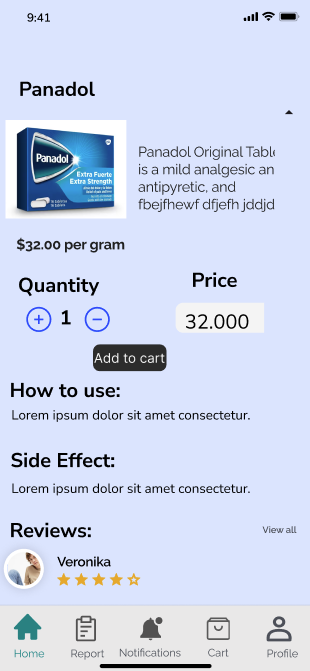 9:41
Panadol
Panadol
Extra Fuerte
Extra Strength
Panadol Original Table
is a mild analgesic an
antipyretic, and
fbejfhewf dfjefh jddjd
$32.00 per gram
Quantity
Price
1
32.000
Add to cart
How to use:
Lorem ipsum dolor sit amet consectetur.
Side Effect:
Lorem ipsum dolor sit amet consectetur.
Reviews:
View all
Veronika
Home
Report
Notifications
Cart
Profile